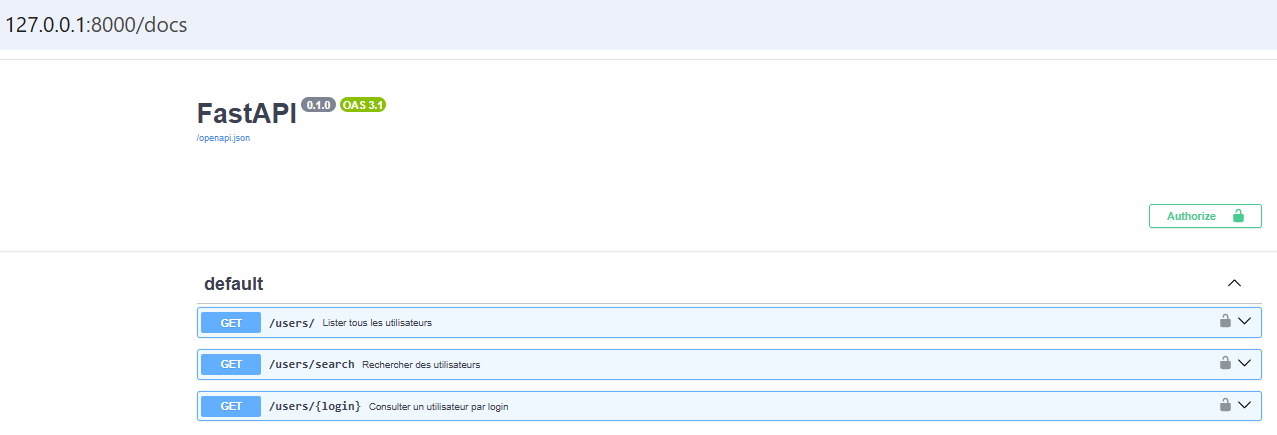 127.0.0.1:8000/docs
FastAPI 0.1.0 OAS 3.1
/openapi.json
Authorize
default
GET /users/ Lister tous les utilisateurs
GET /users/search Rechercher des utilisateurs
GET /users/{login} Consulter un utilisateur par login